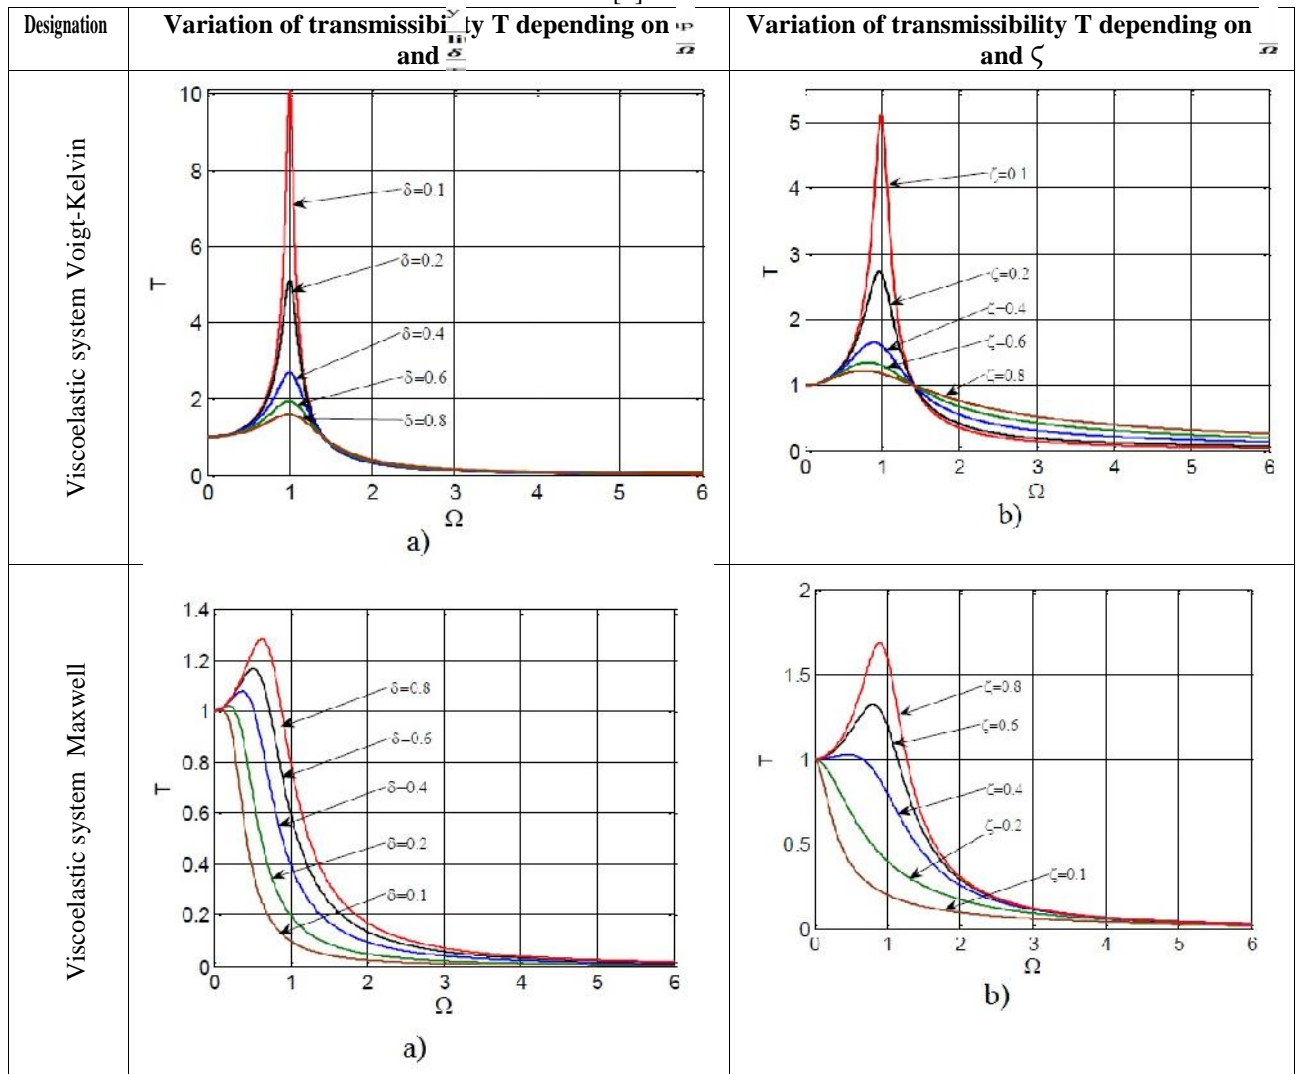 Designation
Variation of transmissibility T depending on
and δ
Ω
Variation of transmissibility T depending on
and ς
Ω
Viscoelastic system Voigt-Kelvin
10
8
6
4
2
0
T
δ=0.1
δ=0.2
δ=0.4
δ=0.6
δ=0.8
0 1 2 3 4 5 6
Ω
a)
5
4
3
2
1
0
T
ζ=0.1
ζ=0.2
ζ=0.4
ζ=0.6
ζ=0.8
0 1 2 3 4 5 6
Ω
b)
Viscoelastic system Maxwell
1.4
1.2
1
0.8
0.6
0.4
0.2
0
T
δ=0.8
δ=0.6
δ=0.4
δ=0.2
δ=0.1
0 1 2 3 4 5 6
Ω
a)
2
1.5
1
0.5
0
T
ζ=0.8
ζ=0.6
ζ=0.4
ζ=0.2
ζ=0.1
0 1 2 3 4 5 6
Ω
b)